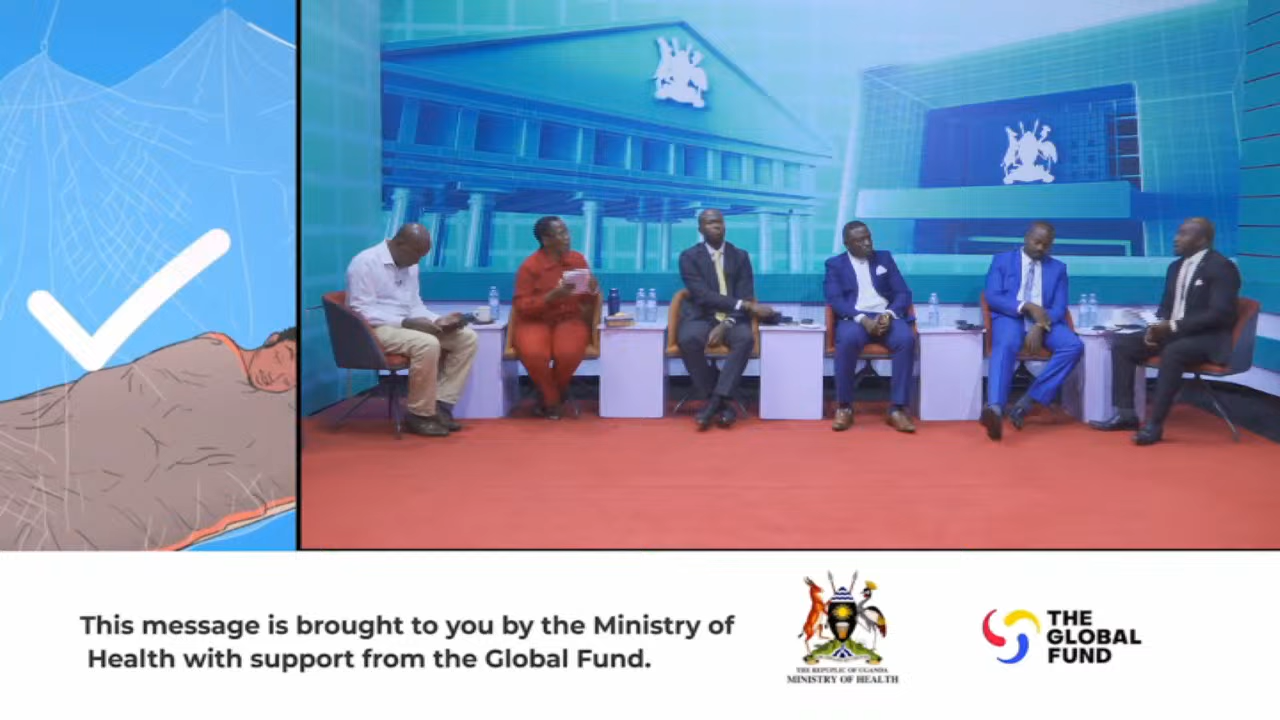 This message is brought to you by the Ministry of
Health with support from the Global Fund.
THE REPUBLIC OF UGANDA
MINISTRY OF HEALTH
THE
GLOBAL
FUND